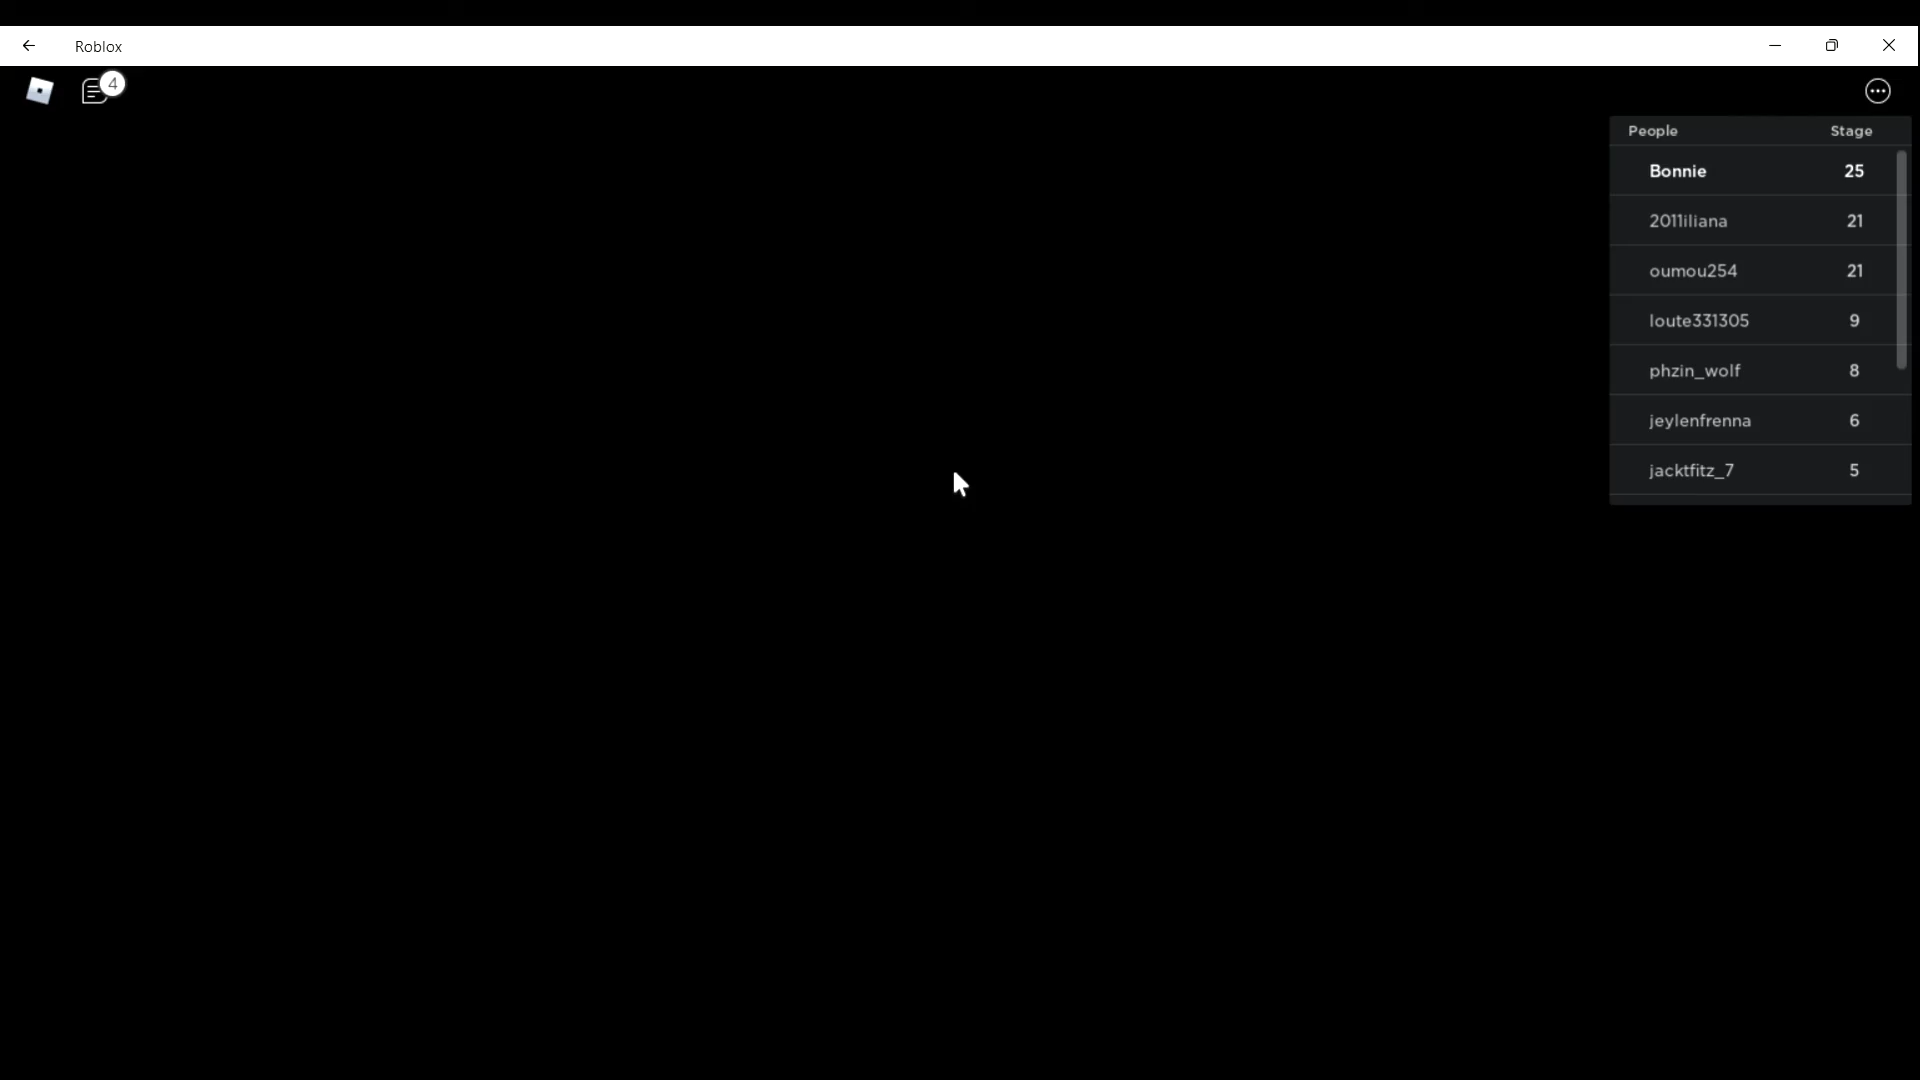 Roblox
4
People Stage
Bonnie 25
2011iliana 21
oumou254 21
loute331305 9
phzin_wolf 8
jeylenfrenna 6
jacktfitz_7 5